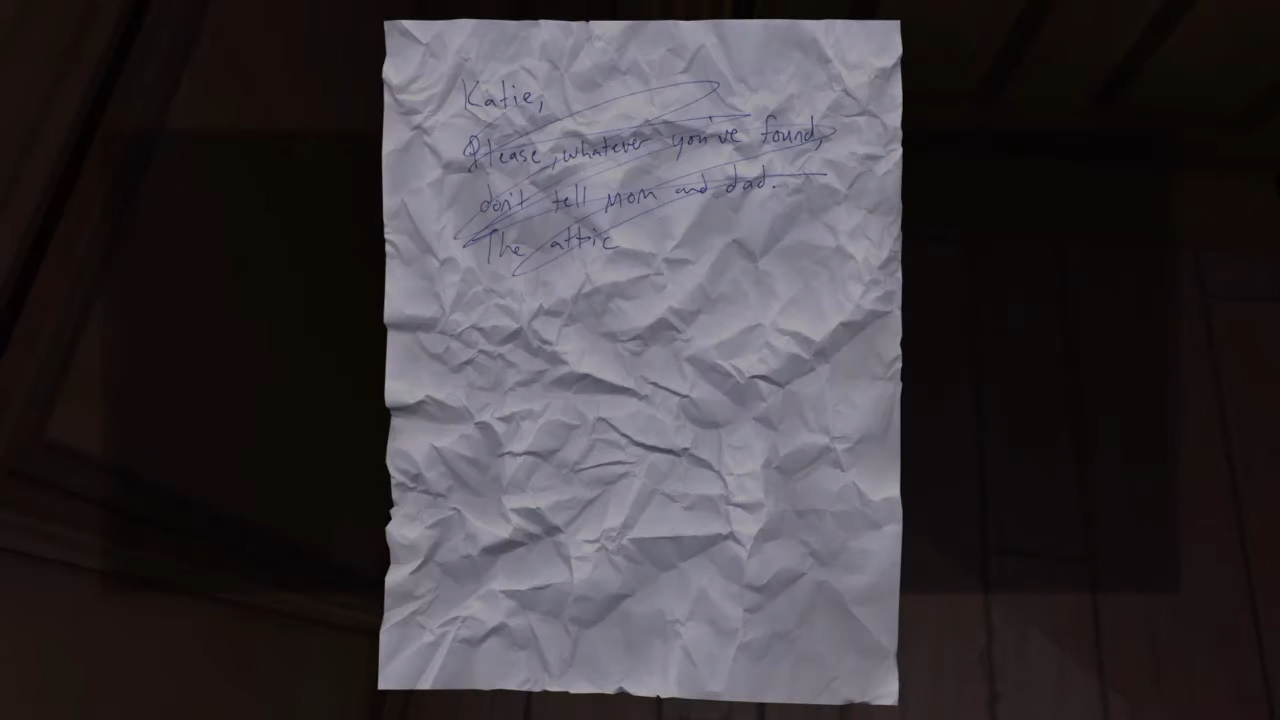 Katie,
Please, whatever you've found,
don't tell Mom and dad.
The attic